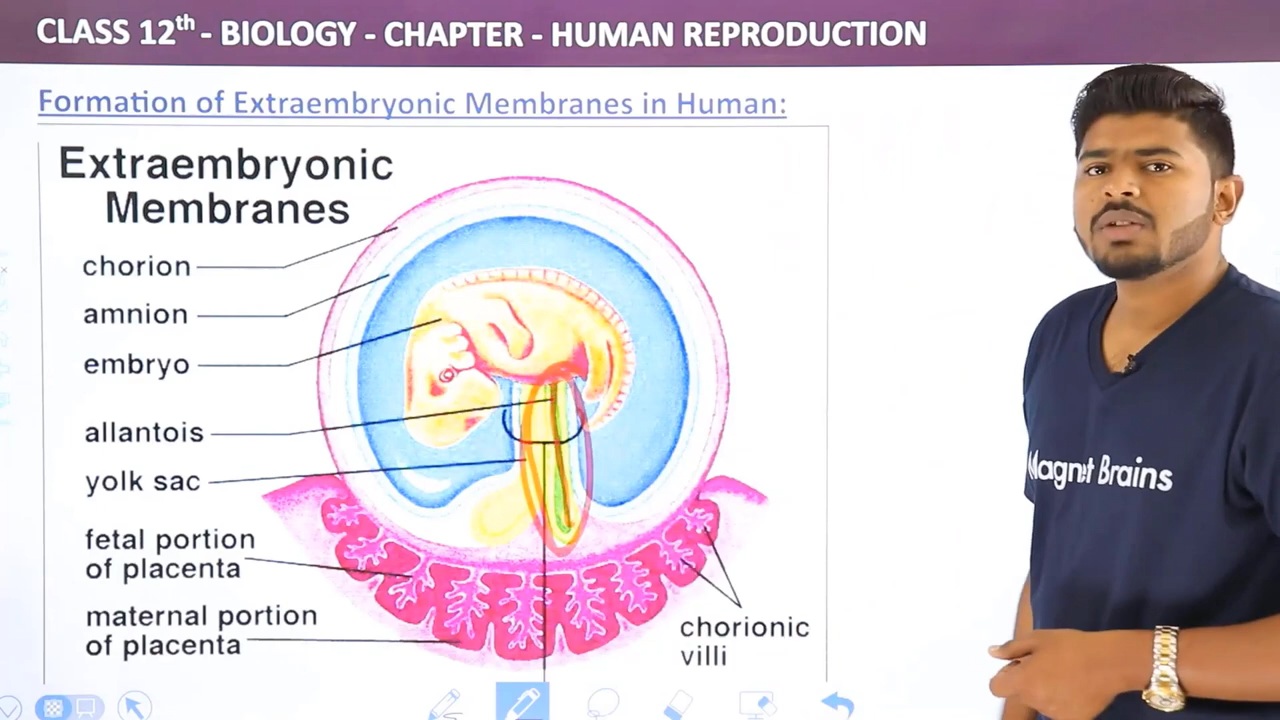 CLASS 12th - BIOLOGY - CHAPTER - HUMAN REPRODUCTION
Formation of Extraembryonic Membranes in Human:
Extraembryonic
Membranes
chorion
amnion
embryo
allantois
yolk sac
fetal portion
of placenta
maternal portion
of placenta
chorionic
villi
Magnet Brains